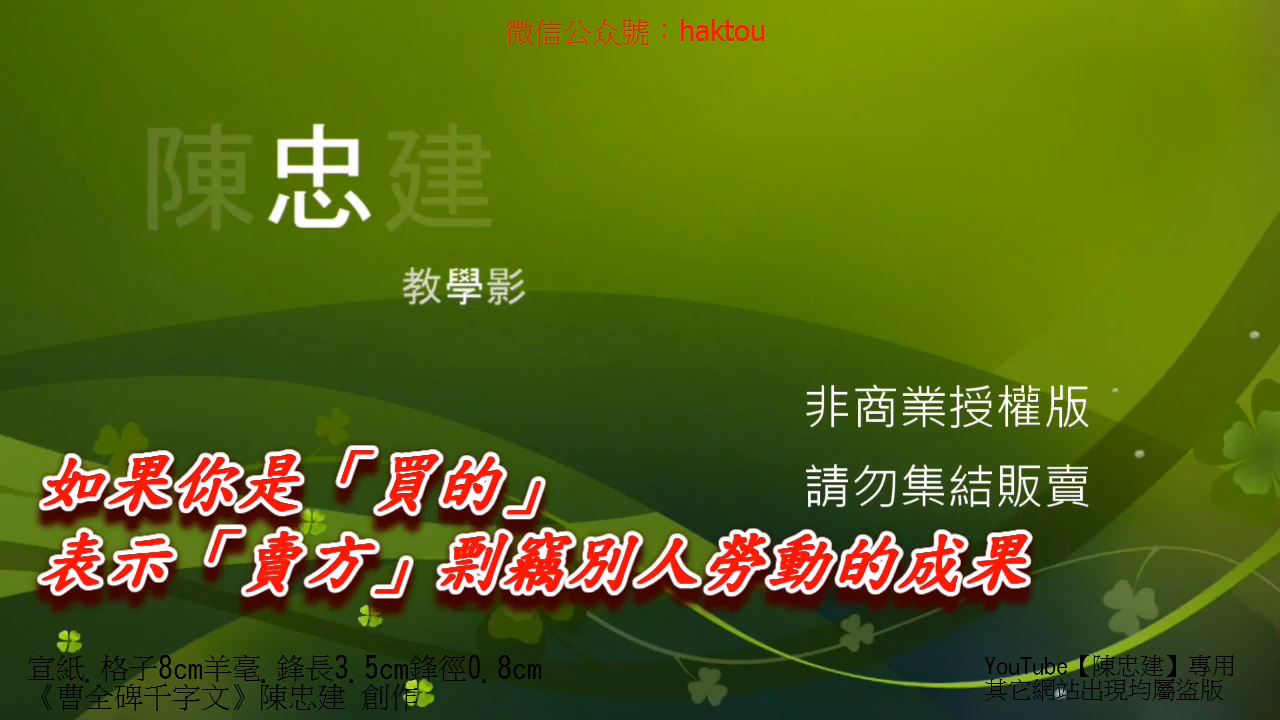 微信公众號：haktou
陳忠建
教學影
非商業授權版
請勿集結販賣
如果你是「買的」
表示「賣方」剽竊別人勞動的成果
宣紙.格子8cm羊毫.鋒長3.5cm鋒徑0.8cm
《曹全碑千字文》陳忠建 創作
YouTube【陳忠建】專用
其它網站出現均屬盜版